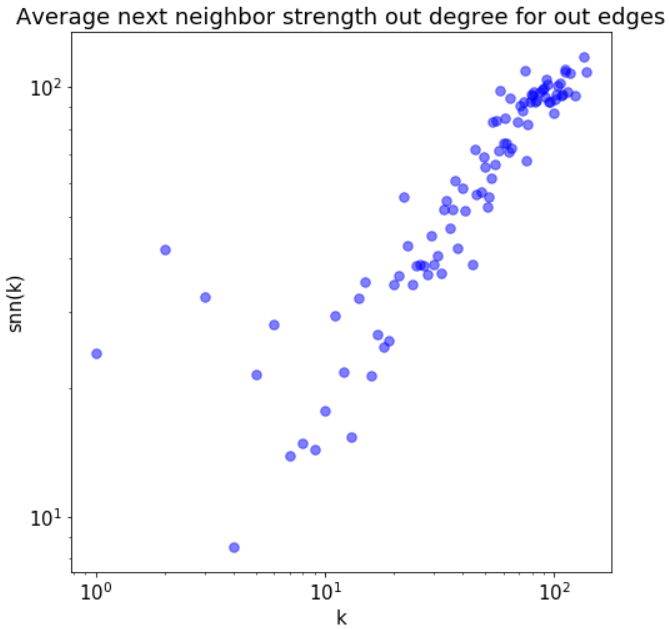 Average next neighbor strength out degree for out edges
10²
snn(k)
10¹
10⁰ 10¹ 10²
k